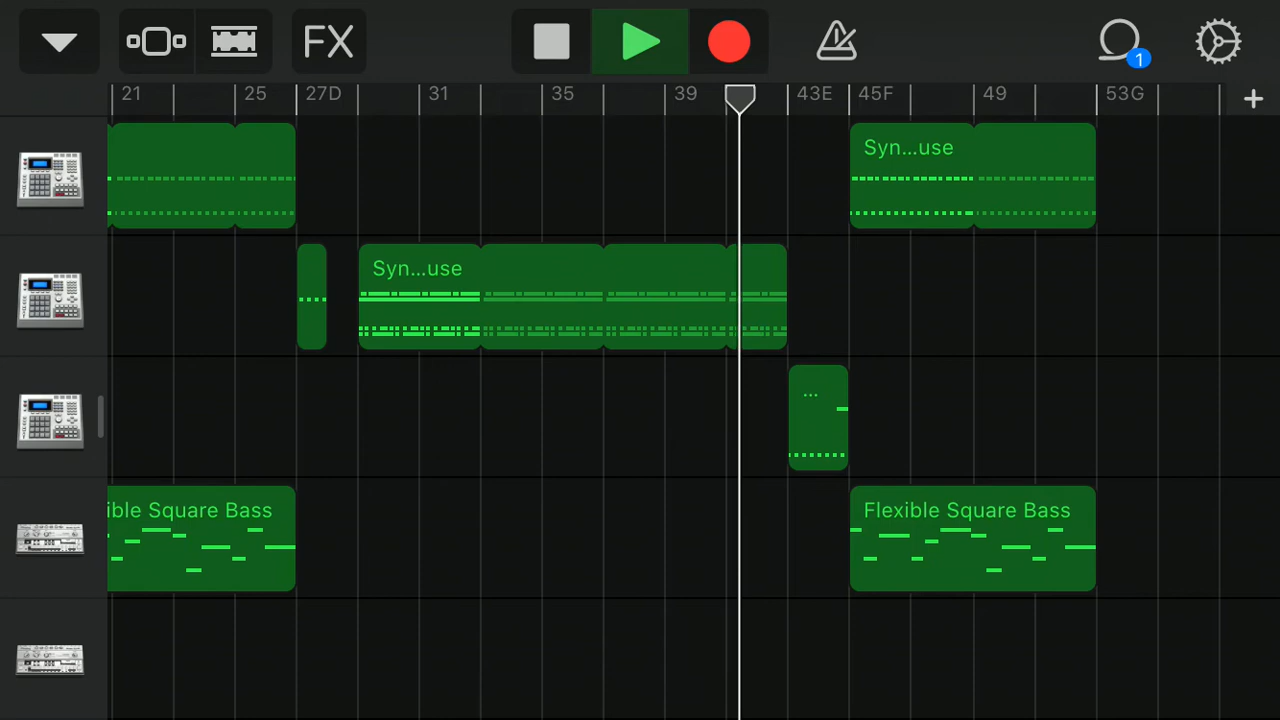 FX
1
21 25 27D 31 35 39 43E 45F 49 53G
Syn...use
Syn...use
...
ible Square Bass
Flexible Square Bass